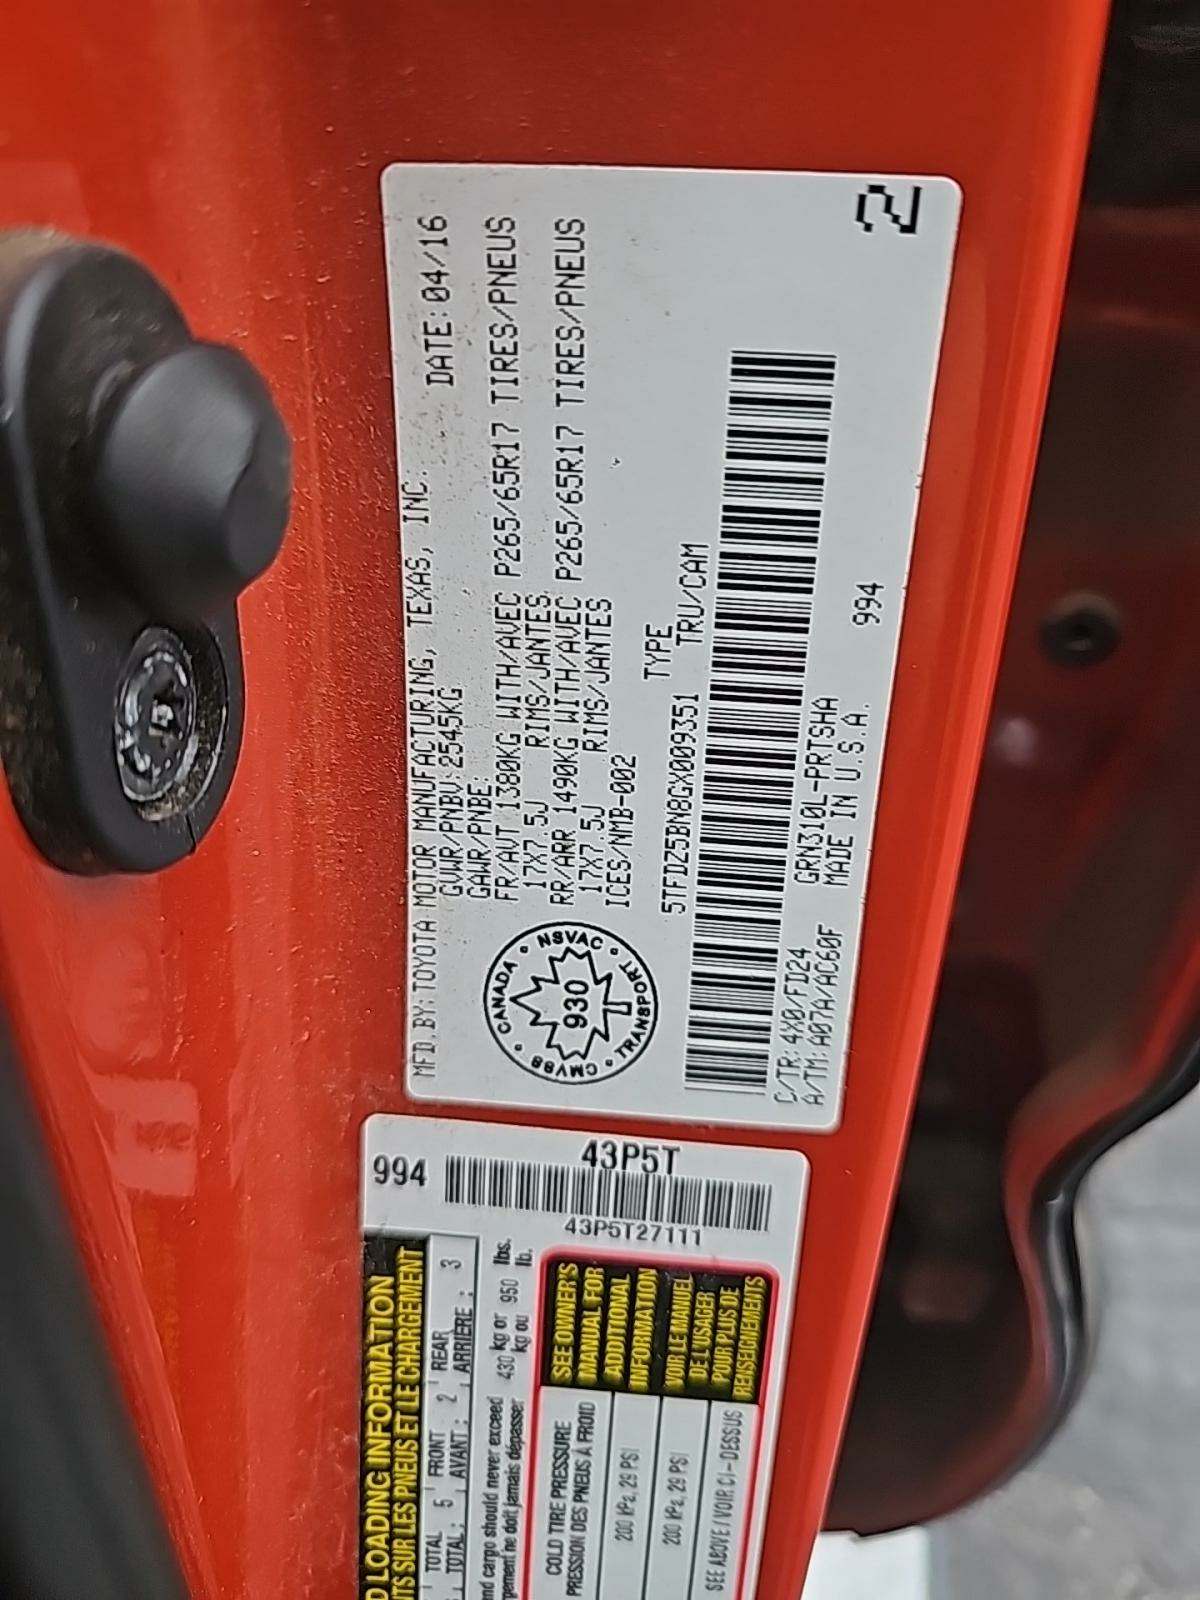 MFD.BY:TOYOTA MOTOR MANUFACTURING, TEXAS, INC. DATE:04/16
GVWR/PNBV:2545KG
GAWR/PNBE:
FR/AVT 1380KG WITH/AVEC P265/65R17 TIRES/PNEUS
17X7.5J RIMS/JANTES,
RR/ARR 1490KG WITH/AVEC P265/65R17 TIRES/PNEUS
17X7.5J RIMS/JANTES
ICES/NMB-002
CANADA • NSVAC • TRANSPORT • CMVSS •
930
TYPE
5TFDZ5BN8GX009351 TRU/CAM
C/TR:4X0/FD24 GRN310L-PRTSHA 994
A/TM:A07A/AC60F MADE IN U.S.A.
2
994
43P5T
43P5T27111
LOADING INFORMATION
SUR LES PNEUS ET LE CHARGEMENT
TOTAL 5 FRONT 2 REAR 3
TOTAL : AVANT : ARRIÈRE :
and cargo should never exceed 430 kg or 950 lbs.
ne doit jamais dépasser kg ou lb.
COLD TIRE PRESSURE
PRESSION DES PNEUS À FROID
200 kPa, 29 PSI
200 kPa, 29 PSI
SEE ABOVE / VOIR CI-DESSUS
SEE OWNER'S
MANUAL FOR
ADDITIONAL
INFORMATION
VOIR LE MANUEL
DE L'USAGER
POUR PLUS DE
RENSEIGNEMENTS